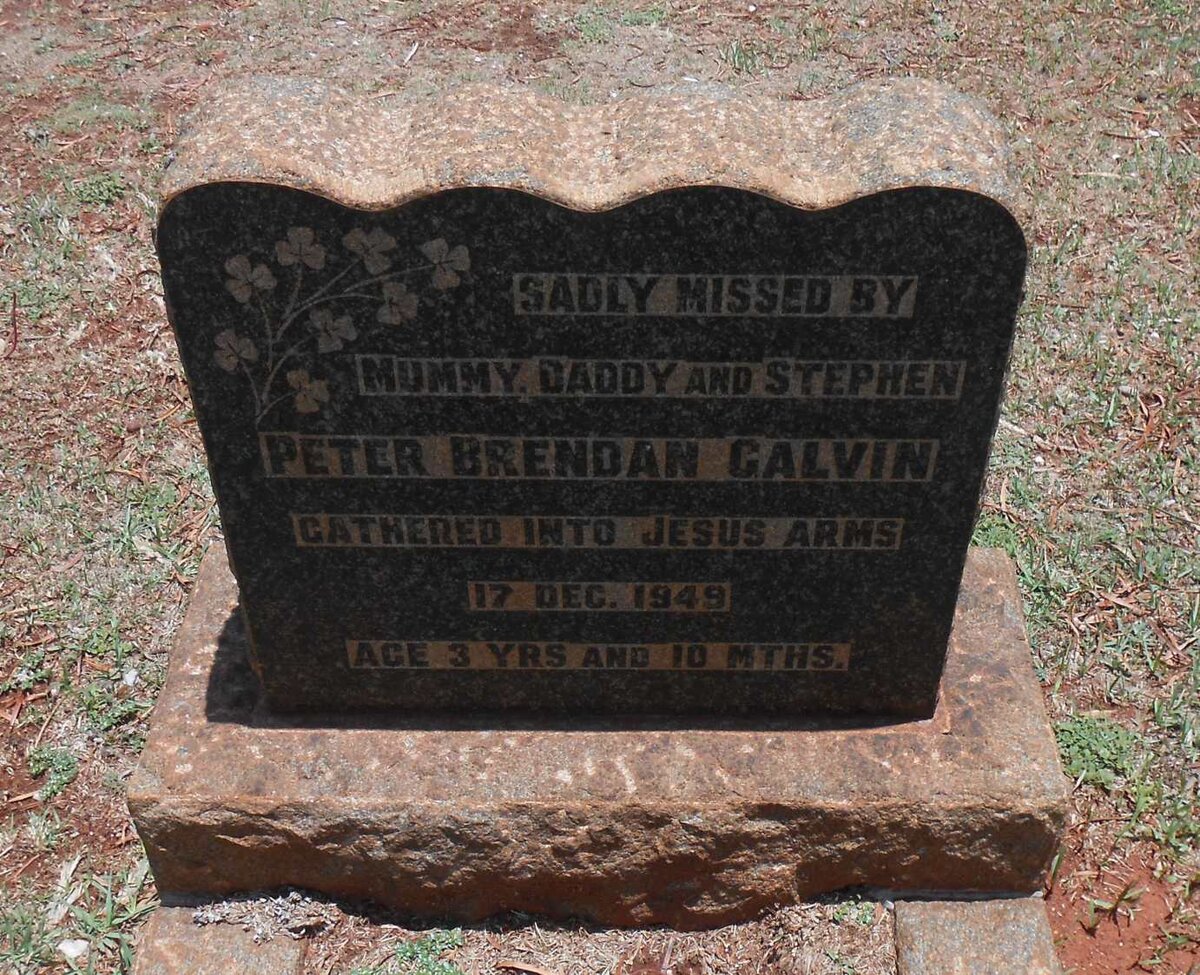 SADLY MISSED BY
MUMMY, DADDY AND STEPHEN
PETER BRENDAN GALVIN
GATHERED INTO JESUS ARMS
17 DEC. 1949
AGE 3 YRS AND 10 MTHS.